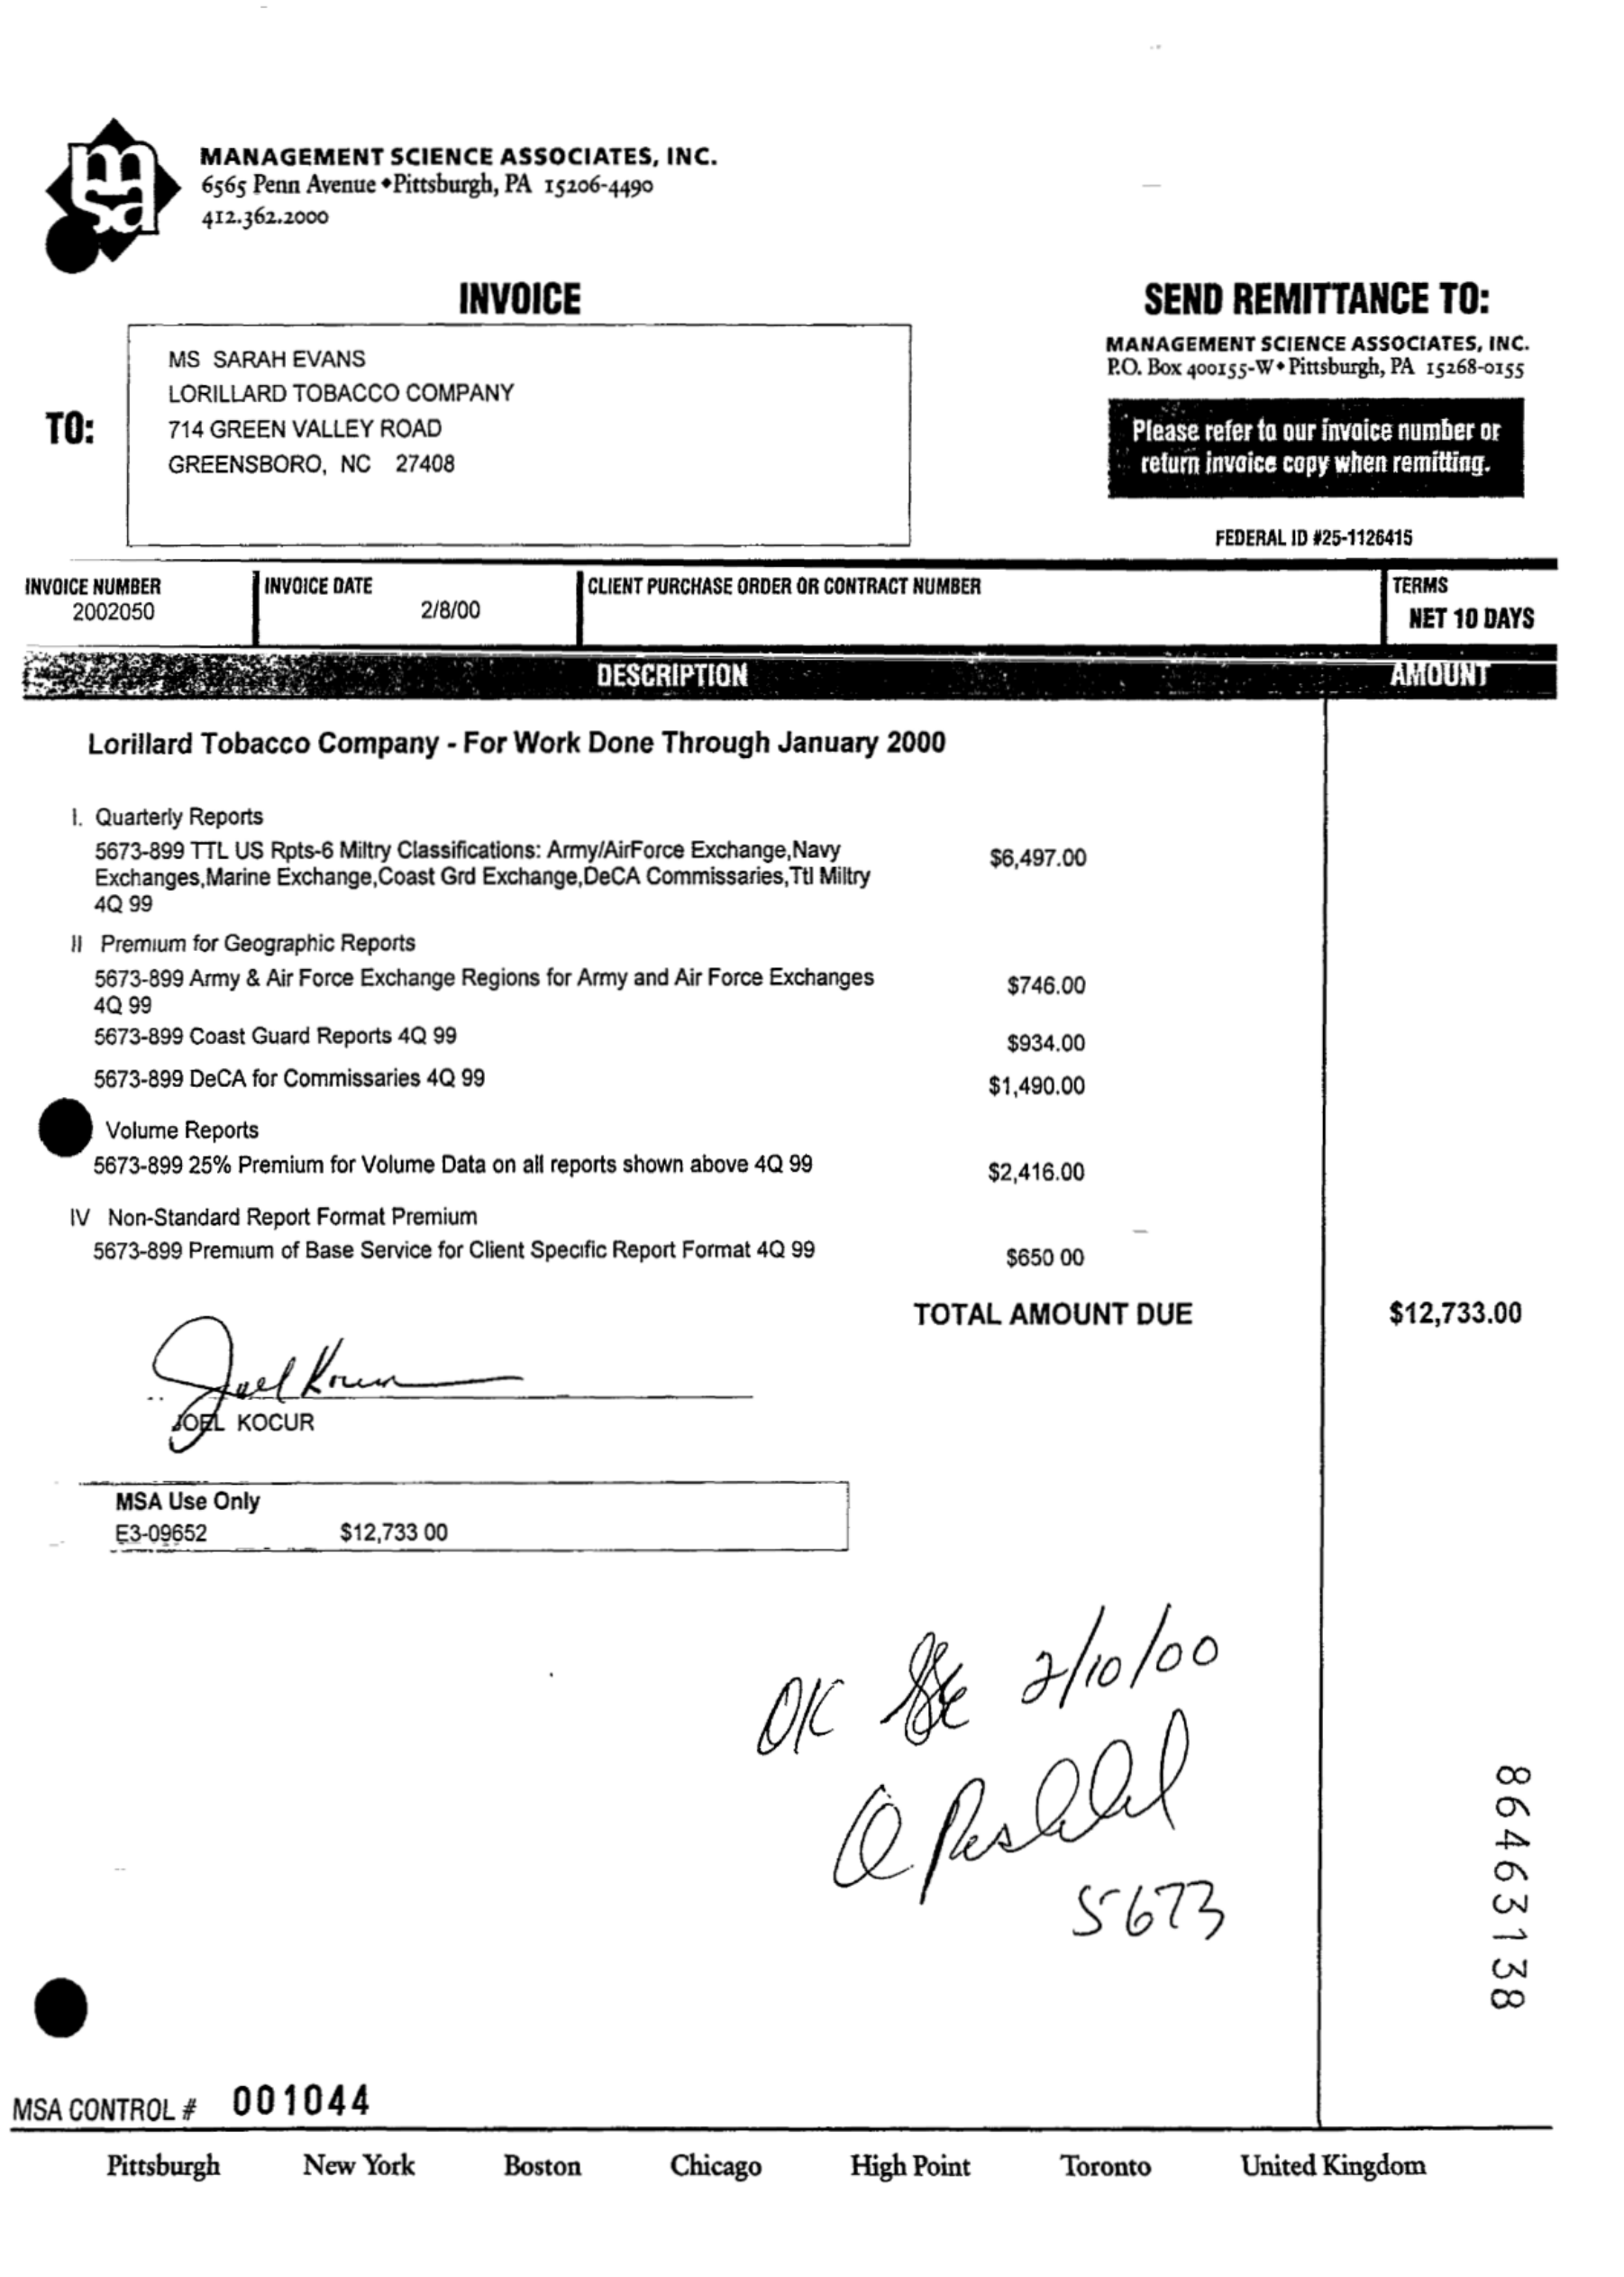 msa
MANAGEMENT SCIENCE ASSOCIATES, INC.
6565 Penn Avenue ◆ Pittsburgh, PA 15206-4490
412.362.2000
INVOICE
SEND REMITTANCE TO:
MANAGEMENT SCIENCE ASSOCIATES, INC.
P.O. Box 400155-W ◆ Pittsburgh, PA 15268-0155
TO:
MS SARAH EVANS
LORILLARD TOBACCO COMPANY
714 GREEN VALLEY ROAD
GREENSBORO, NC 27408
Please refer to our invoice number or
return invoice copy when remitting.
FEDERAL ID #25-1126415
INVOICE NUMBER INVOICE DATE CLIENT PURCHASE ORDER OR CONTRACT NUMBER TERMS
2002050 2/8/00 NET 10 DAYS
DESCRIPTION AMOUNT
Lorillard Tobacco Company - For Work Done Through January 2000
I. Quarterly Reports
5673-899 TTL US Rpts-6 Miltry Classifications: Army/AirForce Exchange,Navy $6,497.00
Exchanges,Marine Exchange,Coast Grd Exchange,DeCA Commissaries,Ttl Miltry
4Q 99
II Premium for Geographic Reports
5673-899 Army & Air Force Exchange Regions for Army and Air Force Exchanges $746.00
4Q 99
5673-899 Coast Guard Reports 4Q 99 $934.00
5673-899 DeCA for Commissaries 4Q 99 $1,490.00
Volume Reports
5673-899 25% Premium for Volume Data on all reports shown above 4Q 99 $2,416.00
IV Non-Standard Report Format Premium
5673-899 Premium of Base Service for Client Specific Report Format 4Q 99 $650 00
TOTAL AMOUNT DUE $12,733.00
Joel Kocur
JOEL KOCUR
MSA Use Only
E3-09652 $12,733 00
OK 2/10/00
5673
86463138
MSA CONTROL # 001044
Pittsburgh New York Boston Chicago High Point Toronto United Kingdom